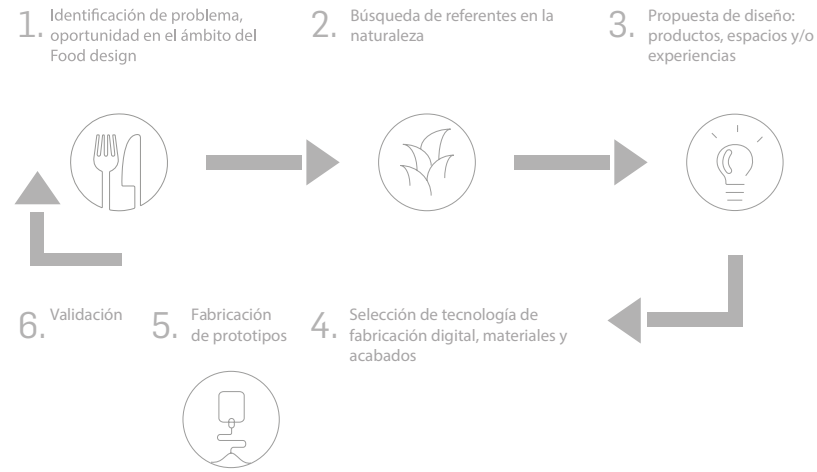 1. Identificación de problema,
oportunidad en el ámbito del
Food design
2. Búsqueda de referentes en la
naturaleza
3. Propuesta de diseño:
productos, espacios y/o
experiencias
6. Validación
5. Fabricación
de prototipos
4. Selección de tecnología de
fabricación digital, materiales y
acabados